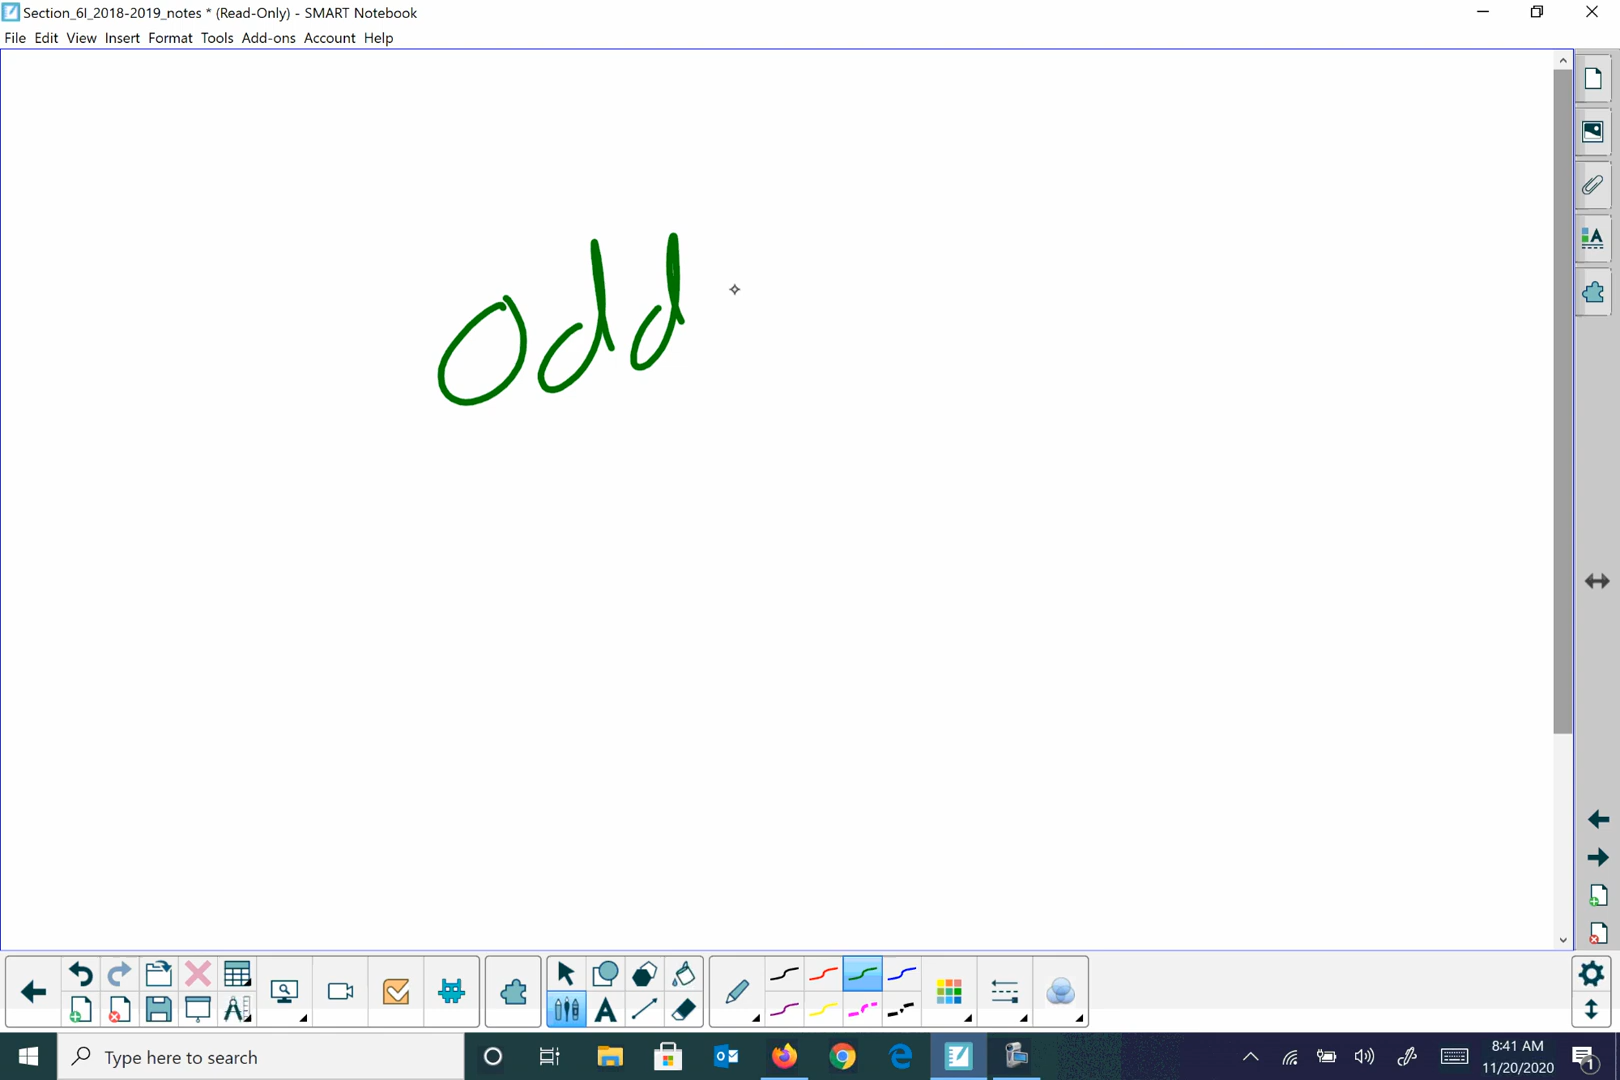 Section_6I_2018-2019_notes * (Read-Only) - SMART Notebook
File Edit View Insert Format Tools Add-ons Account Help
Odd
Type here to search
8:41 AM
11/20/2020
1